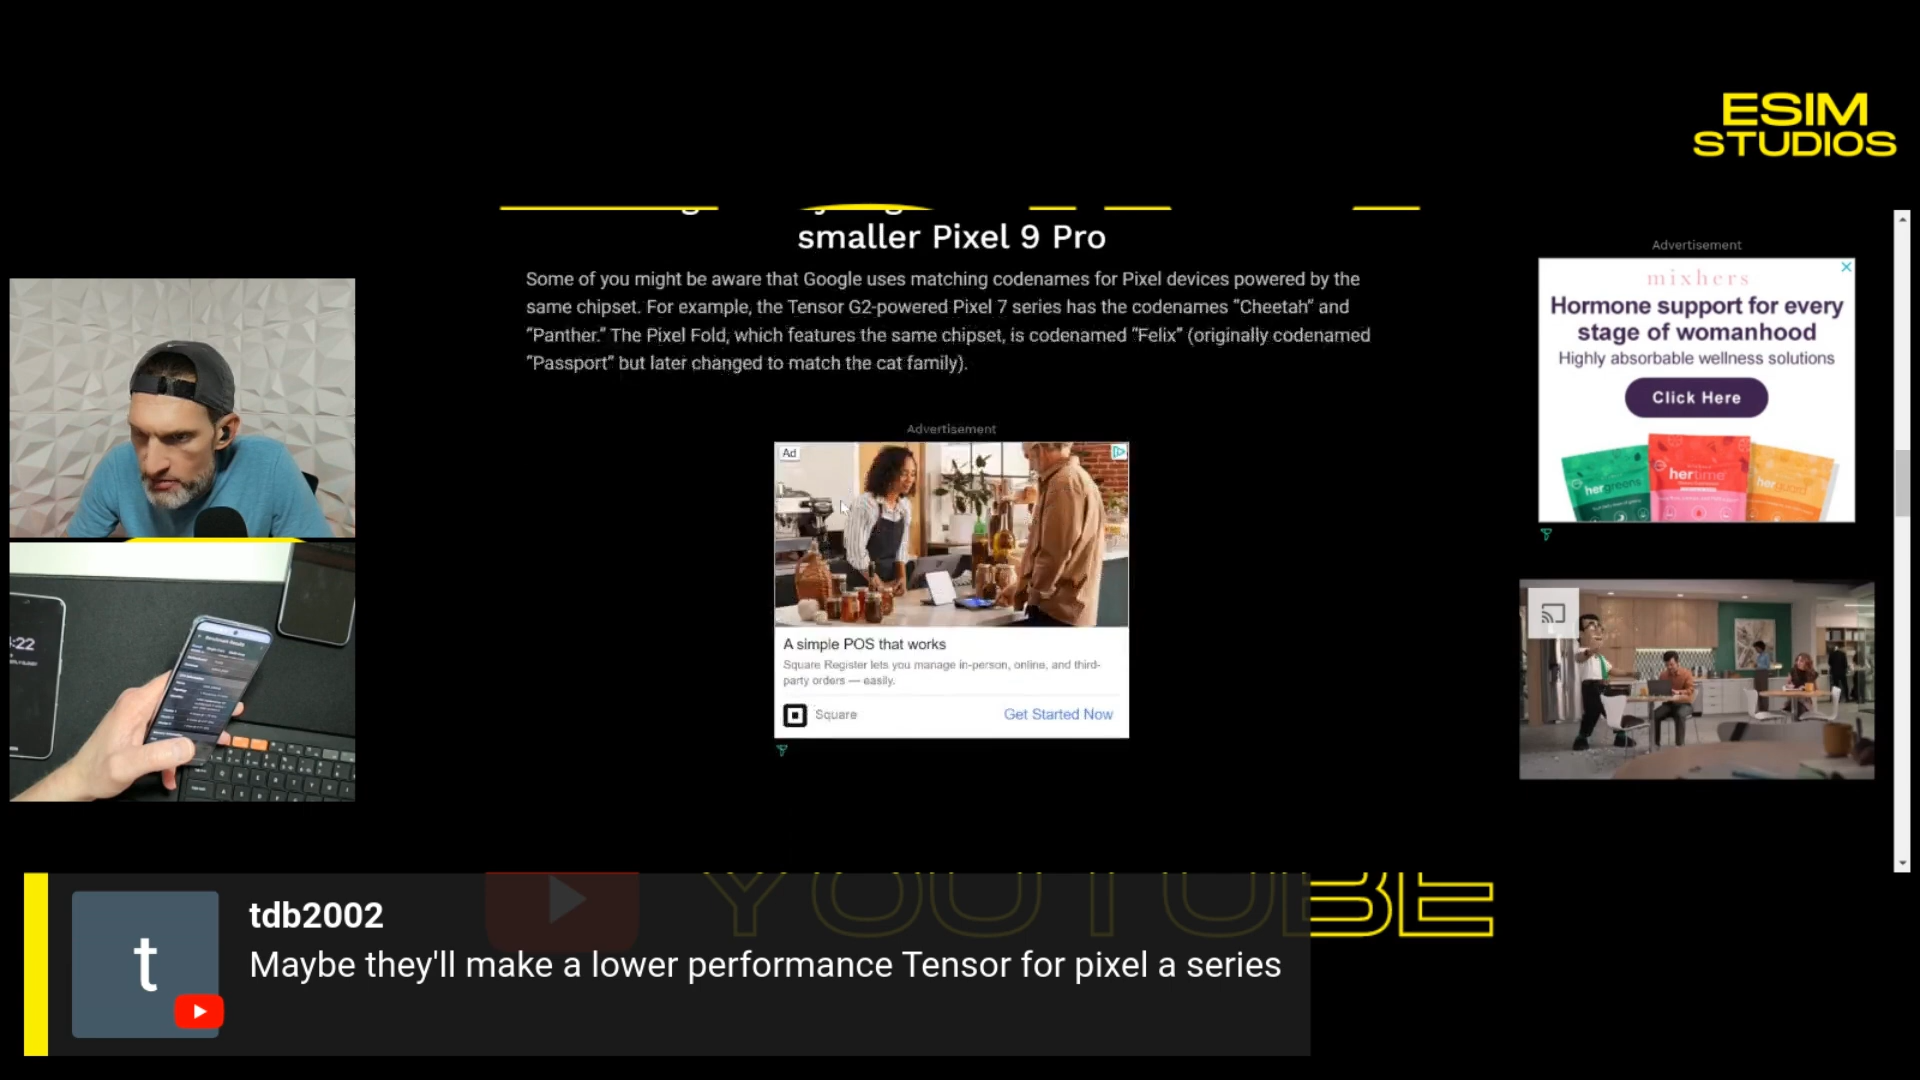 ESIM
STUDIOS
smaller Pixel 9 Pro
Some of you might be aware that Google uses matching codenames for Pixel devices powered by the
same chipset. For example, the Tensor G2-powered Pixel 7 series has the codenames “Cheetah” and
“Panther.” The Pixel Fold, which features the same chipset, is codenamed “Felix” (originally codenamed
“Passport” but later changed to match the cat family).
Advertisement
Ad
A simple POS that works
Square Register lets you manage in-person, online, and third-
party orders — easily.
Square
Get Started Now
Advertisement
mixhers
Hormone support for every
stage of womanhood
Highly absorbable wellness solutions
Click Here
hergreens
hertime
herguard
:22
YOUTUBE
t
tdb2002
Maybe they'll make a lower performance Tensor for pixel a series